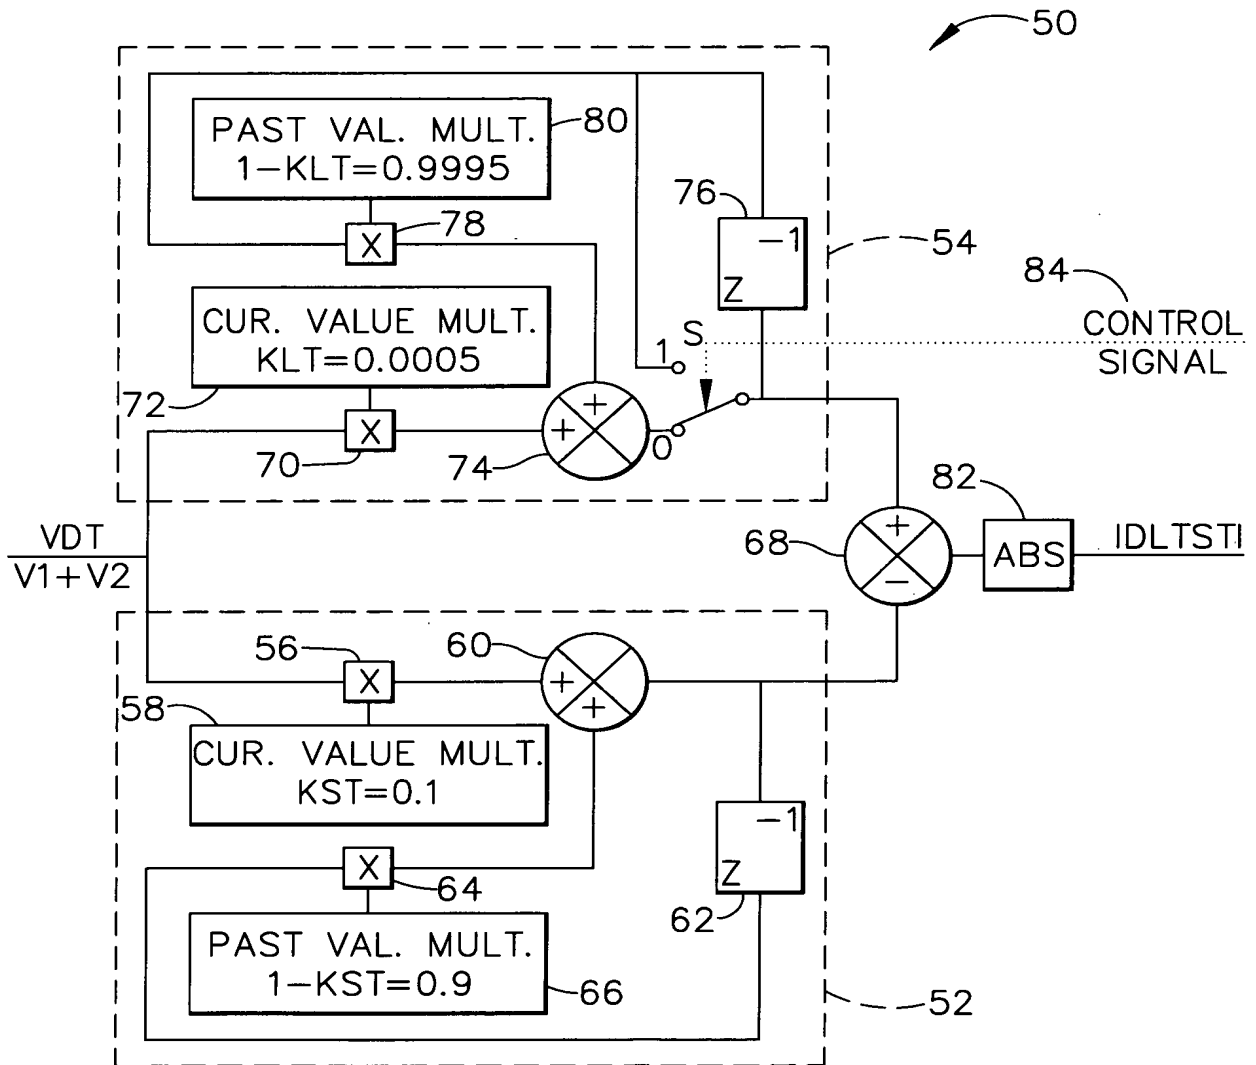 50
PAST VAL. MULT.
1-KLT=0.9995
80
76
-1
Z
X
78
54
84
CUR. VALUE MULT.
KLT=0.0005
72
1
S
CONTROL
SIGNAL
+
+
0
X
70
74
82
VDT
V1+V2
68
+
-
ABS
IDLTSTI
56
60
X
+
+
58
CUR. VALUE MULT.
KST=0.1
-1
Z
X
64
62
PAST VAL. MULT.
1-KST=0.9
66
52